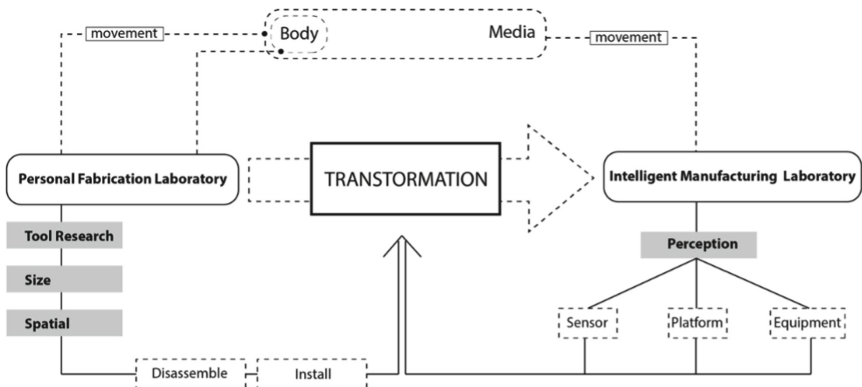 movement
Body
Media
movement
Personal Fabrication Laboratory
TRANSTORMATION
Intelligent Manufacturing Laboratory
Tool Research
Perception
Size
Spatial
Sensor
Platform
Equipment
Disassemble
Install